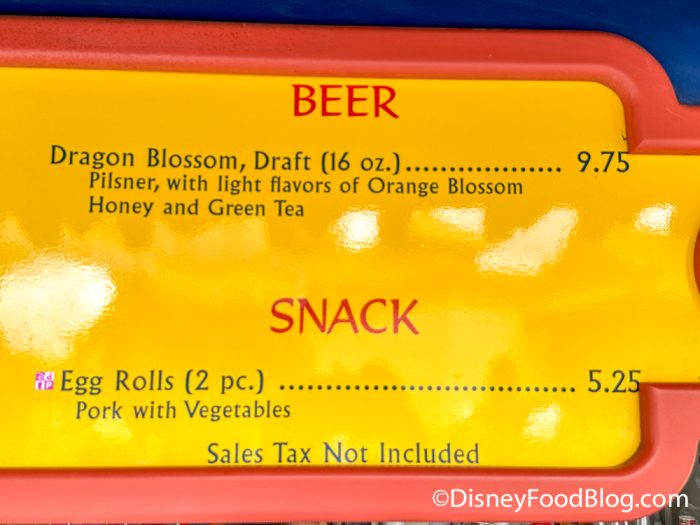 BEER
Dragon Blossom, Draft (16 oz.).................. 9.75
Pilsner, with light flavors of Orange Blossom
Honey and Green Tea
SNACK
Egg Rolls (2 pc.) .............................. 5.25
Pork with Vegetables
Sales Tax Not Included
©DisneyFoodBlog.com